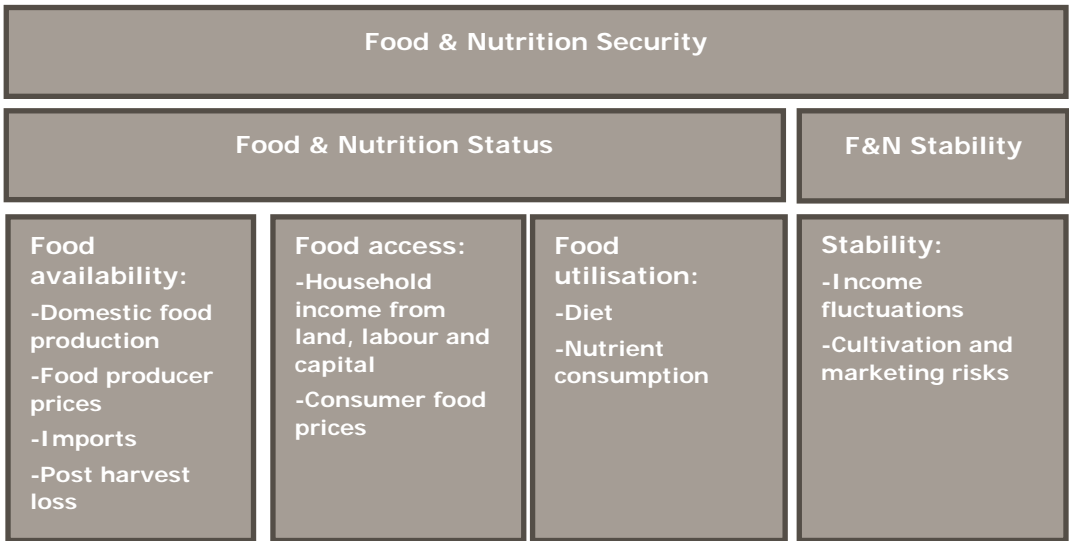 Food & Nutrition Security
Food & Nutrition Status
F&N Stability
Food
availability:
-Domestic food
production
-Food producer
prices
-Imports
-Post harvest
loss
Food access:
-Household
income from
land, labour and
capital
-Consumer food
prices
Food
utilisation:
-Diet
-Nutrient
consumption
Stability:
-Income
fluctuations
-Cultivation and
marketing risks